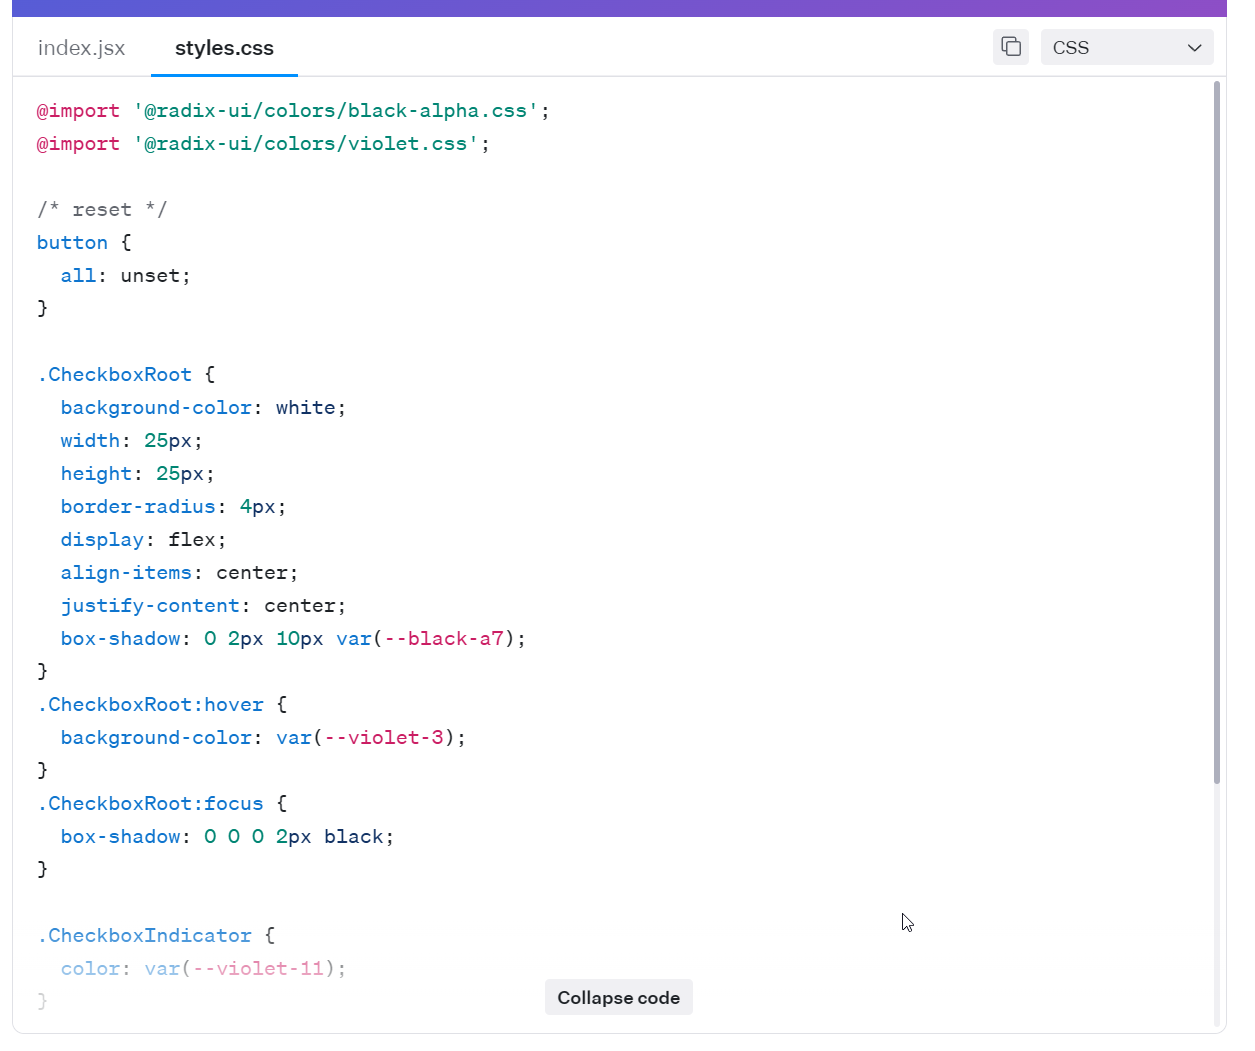 index.jsx styles.css CSS
@import '@radix-ui/colors/black-alpha.css';
@import '@radix-ui/colors/violet.css';
/* reset */
button {
  all: unset;
}
.CheckboxRoot {
  background-color: white;
  width: 25px;
  height: 25px;
  border-radius: 4px;
  display: flex;
  align-items: center;
  justify-content: center;
  box-shadow: 0 2px 10px var(--black-a7);
}
.CheckboxRoot:hover {
  background-color: var(--violet-3);
}
.CheckboxRoot:focus {
  box-shadow: 0 0 0 2px black;
}
.CheckboxIndicator {
  color: var(--violet-11);
}
Collapse code